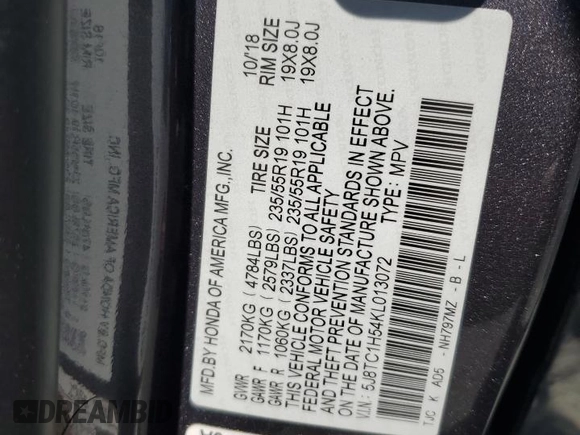 MFD.BY HONDA OF AMERICA MFG.,INC. 10/'18
TIRE SIZE RIM SIZE
GVWR 2170KG ( 4784LBS)
GAWR F 1170KG ( 2579LBS) 235/55R19 101H 19X8.0J
GAWR R 1060KG ( 2337LBS) 235/55R19 101H 19X8.0J
THIS VEHICLE CONFORMS TO ALL APPLICABLE
FEDERAL MOTOR VEHICLE SAFETY
AND THEFT PREVENTION STANDARDS IN EFFECT
ON THE DATE OF MANUFACTURE SHOWN ABOVE.
V.I.N.: 5J8TC1H54KL013072 TYPE: MPV
TJC K AD5 - NH797MZ - B - L
DREAMBID